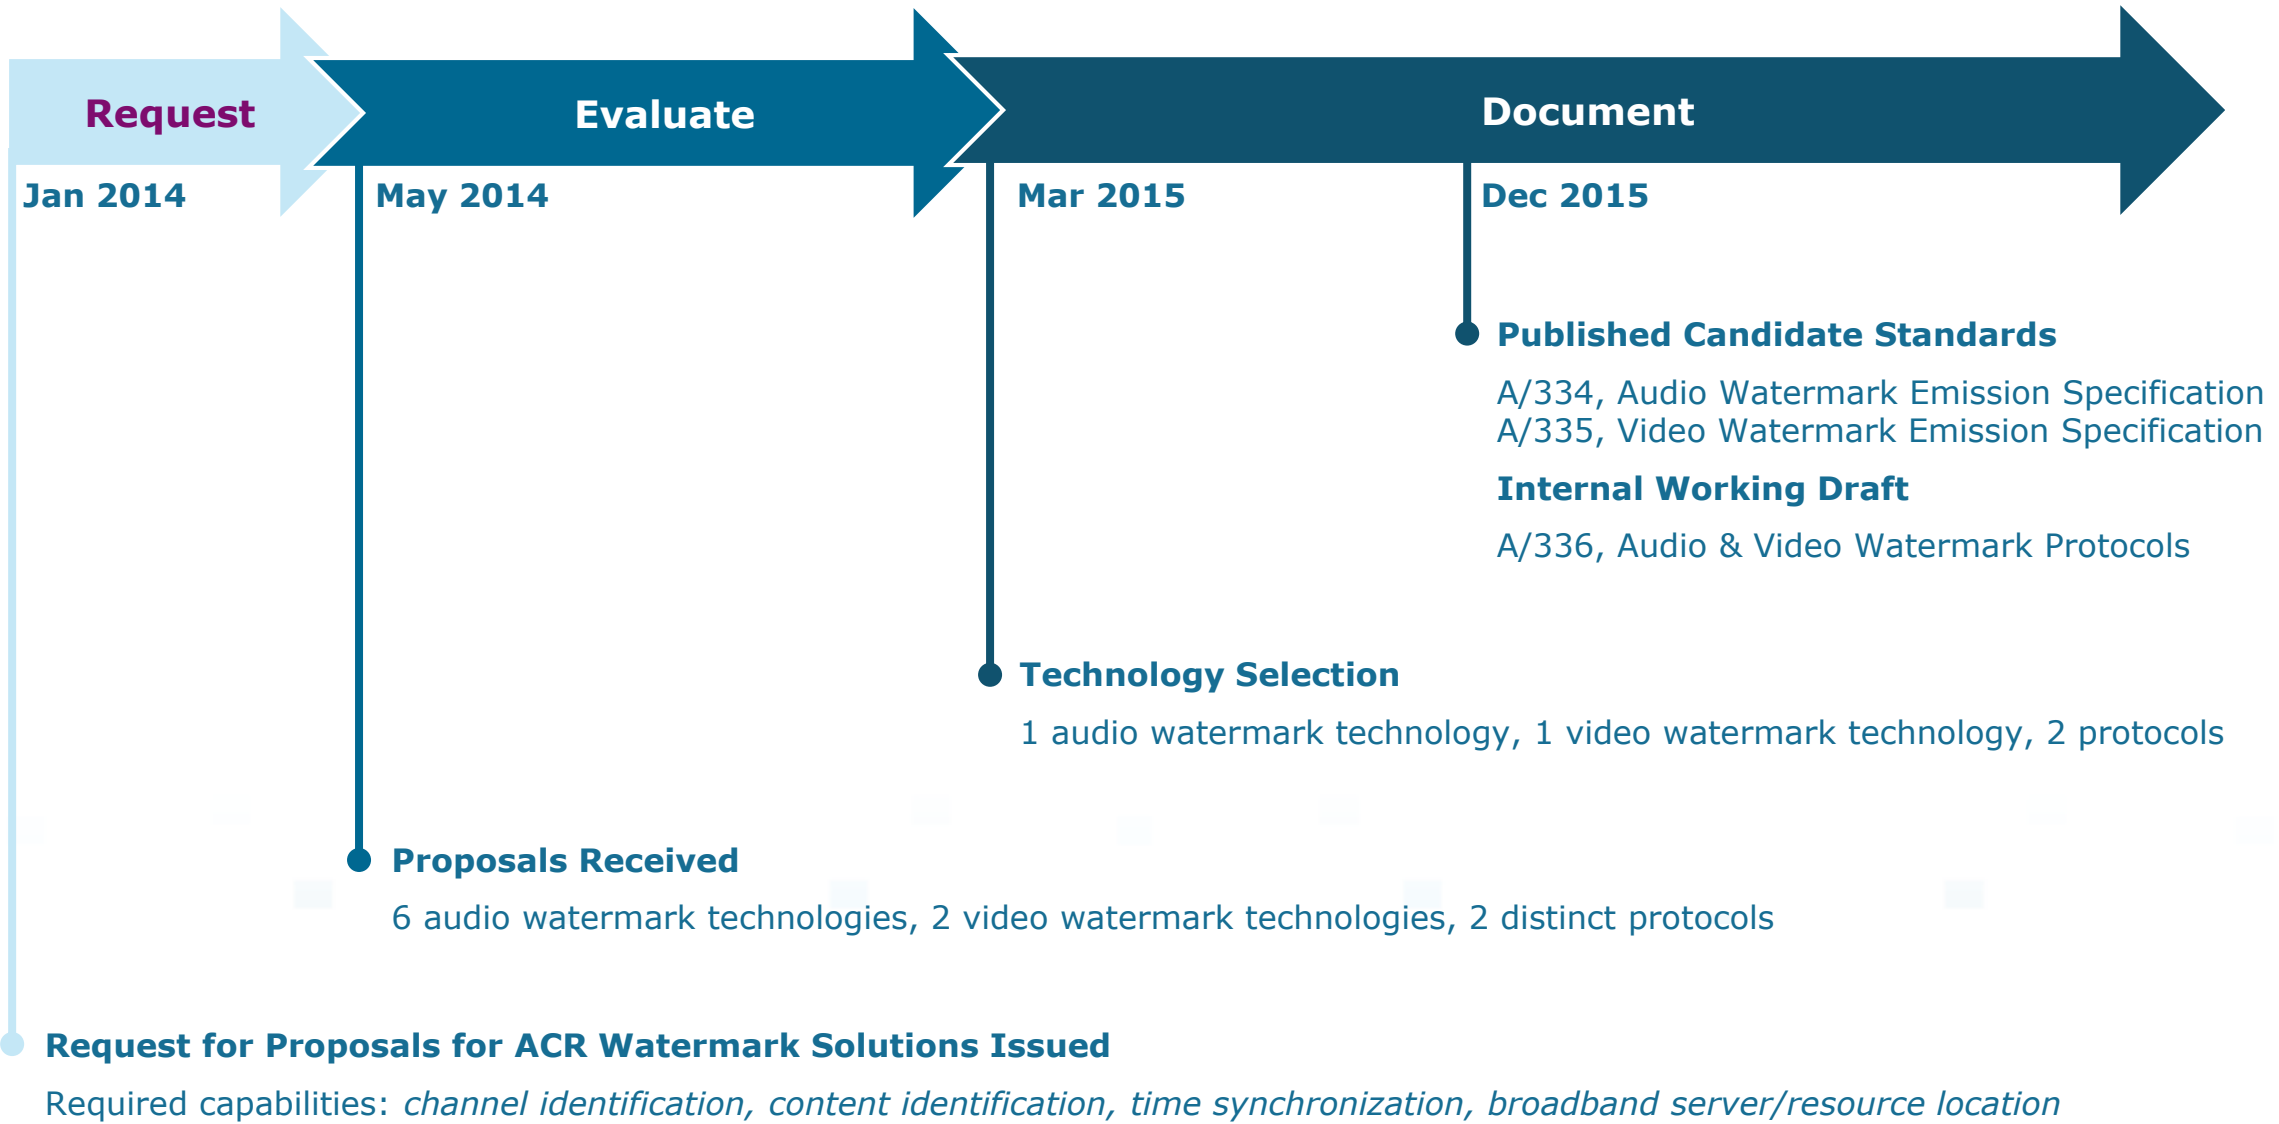 Request
Evaluate
Document
Jan 2014
May 2014
Mar 2015
Dec 2015
Published Candidate Standards
A/334, Audio Watermark Emission Specification
A/335, Video Watermark Emission Specification
Internal Working Draft
A/336, Audio & Video Watermark Protocols
Technology Selection
1 audio watermark technology, 1 video watermark technology, 2 protocols
Proposals Received
6 audio watermark technologies, 2 video watermark technologies, 2 distinct protocols
Request for Proposals for ACR Watermark Solutions Issued
Required capabilities: channel identification, content identification, time synchronization, broadband server/resource location